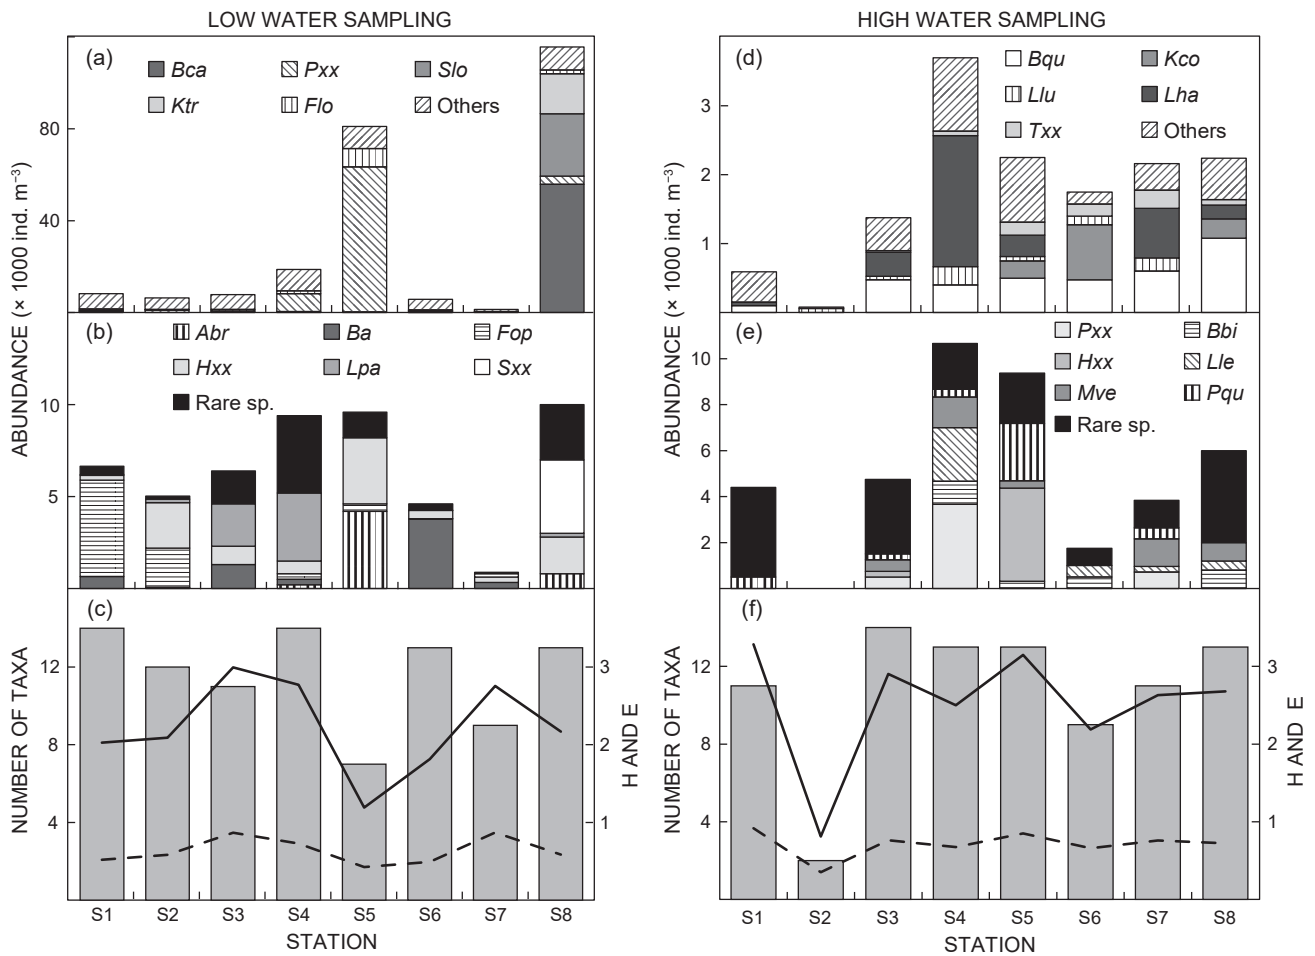 LOW WATER SAMPLING
(a)
Bca
Pxx
Slo
Ktr
Flo
Others
80
40
ABUNDANCE (× 1000 ind. m⁻³)
(b)
Abr
Ba
Fop
Hxx
Lpa
Sxx
Rare sp.
10
5
(c)
12
8
4
NUMBER OF TAXA
3
2
1
H AND E
S1 S2 S3 S4 S5 S6 S7 S8
STATION
HIGH WATER SAMPLING
(d)
Bqu
Kco
Llu
Lha
Txx
Others
3
2
1
ABUNDANCE (× 1000 ind. m⁻³)
(e)
Pxx
Bbi
Hxx
Lle
Mve
Pqu
Rare sp.
10
8
6
4
2
(f)
12
8
4
NUMBER OF TAXA
3
2
1
H AND E
S1 S2 S3 S4 S5 S6 S7 S8
STATION